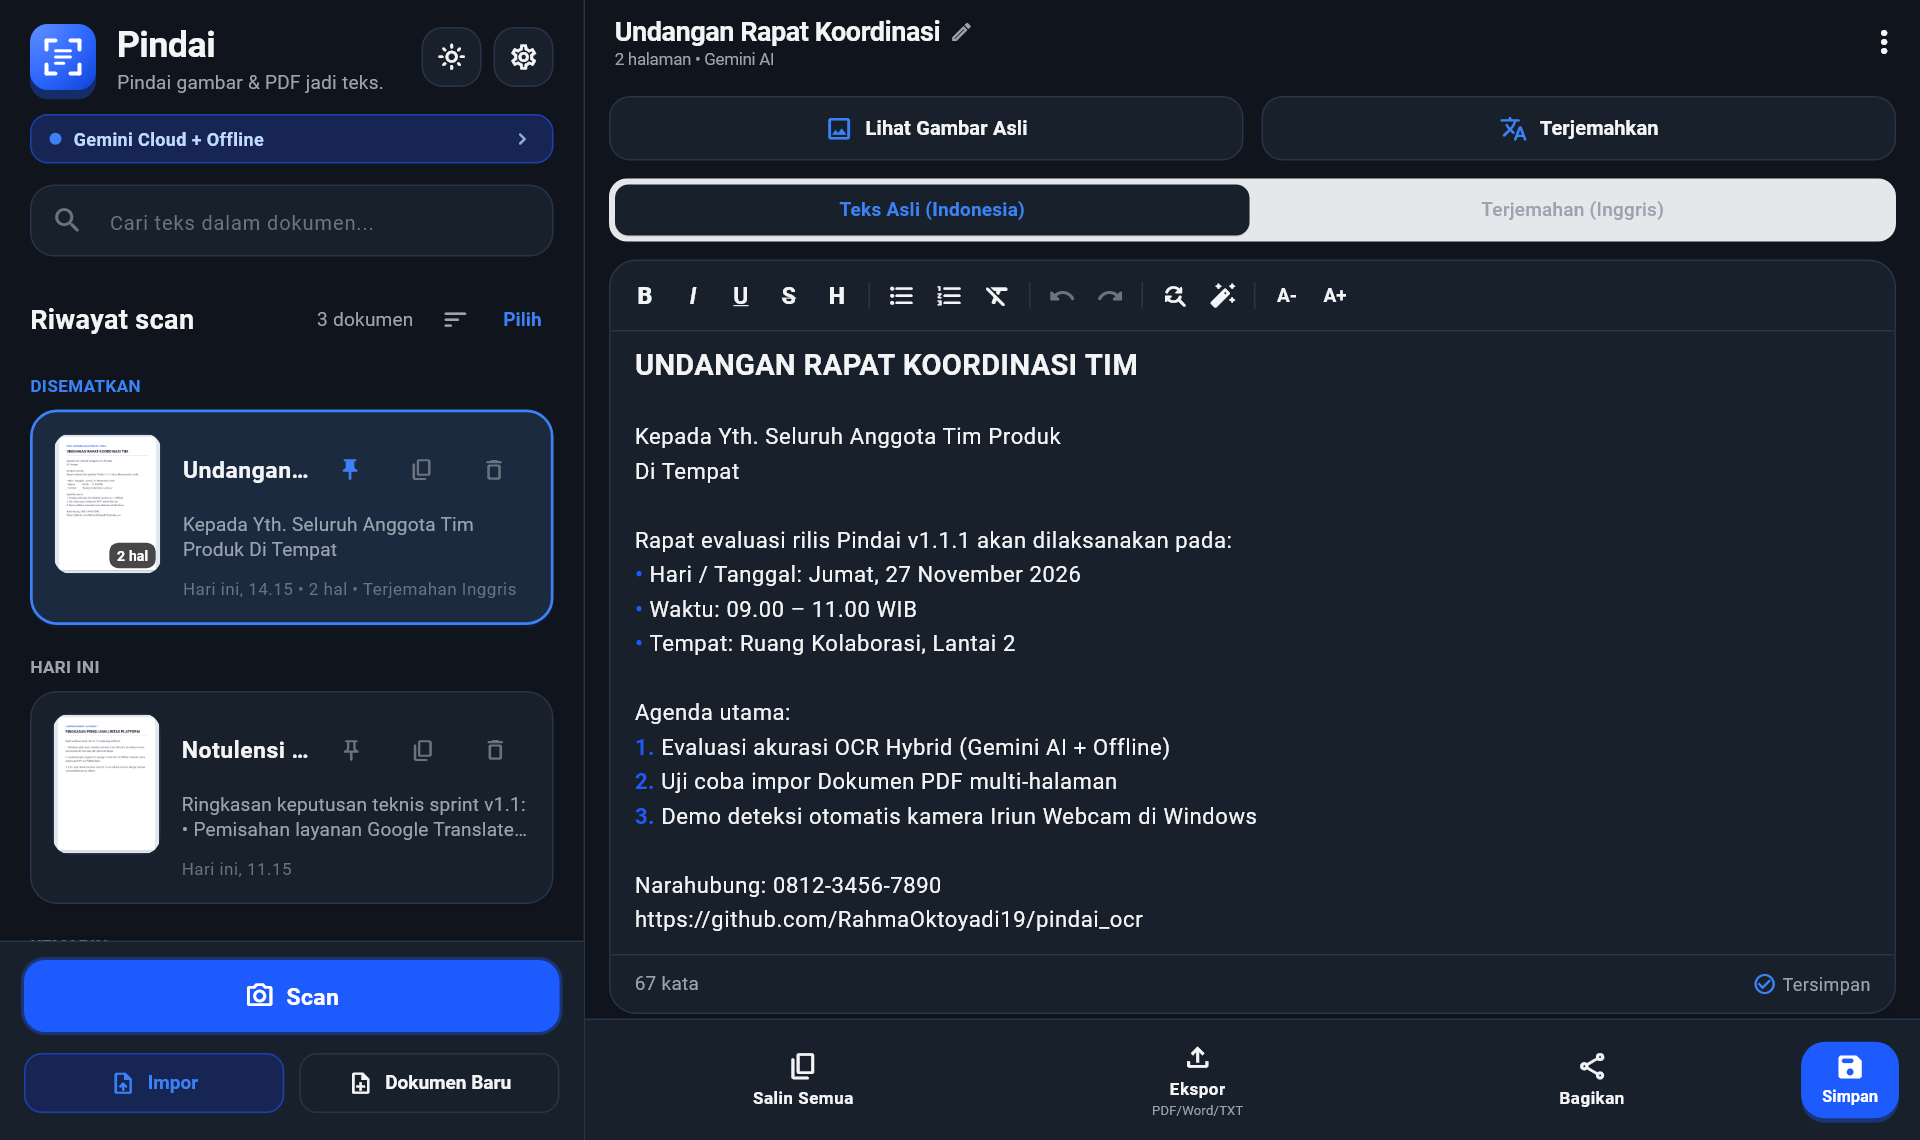 Pindai
Pindai gambar & PDF jadi teks.
Gemini Cloud + Offline
Cari teks dalam dokumen...
Riwayat scan
3 dokumen
Pilih
DISEMATKAN
Undangan...
2 hal
Kepada Yth. Seluruh Anggota Tim
Produk Di Tempat
Hari ini, 14.15 • 2 hal • Terjemahan Inggris
HARI INI
Notulensi ...
Ringkasan keputusan teknis sprint v1.1:
• Pemisahan layanan Google Translate...
Hari ini, 11.15
Scan
Impor
Dokumen Baru
Undangan Rapat Koordinasi
2 halaman • Gemini AI
Lihat Gambar Asli
Terjemahkan
Teks Asli (Indonesia)
Terjemahan (Inggris)
B I U S H A- A+
UNDANGAN RAPAT KOORDINASI TIM
Kepada Yth. Seluruh Anggota Tim Produk
Di Tempat
Rapat evaluasi rilis Pindai v1.1.1 akan dilaksanakan pada:
• Hari / Tanggal: Jumat, 27 November 2026
• Waktu: 09.00 – 11.00 WIB
• Tempat: Ruang Kolaborasi, Lantai 2
Agenda utama:
1. Evaluasi akurasi OCR Hybrid (Gemini AI + Offline)
2. Uji coba impor Dokumen PDF multi-halaman
3. Demo deteksi otomatis kamera Iriun Webcam di Windows
Narahubung: 0812-3456-7890
https://github.com/RahmaOktoyadi19/pindai_ocr
67 kata
Tersimpan
Salin Semua
Ekspor
PDF/Word/TXT
Bagikan
Simpan